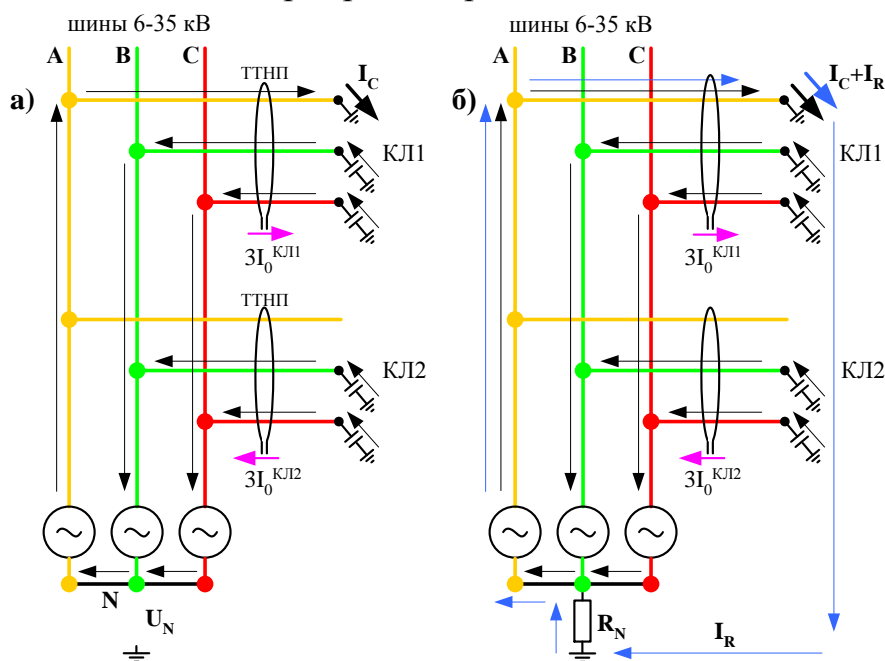 шины 6-35 кВ
A B C
а)
ТТНП
I_C
КЛ1
3I_0^КЛ1
ТТНП
КЛ2
3I_0^КЛ2
N
U_N
шины 6-35 кВ
A B C
б)
I_C+I_R
КЛ1
3I_0^КЛ1
КЛ2
3I_0^КЛ2
R_N
I_R